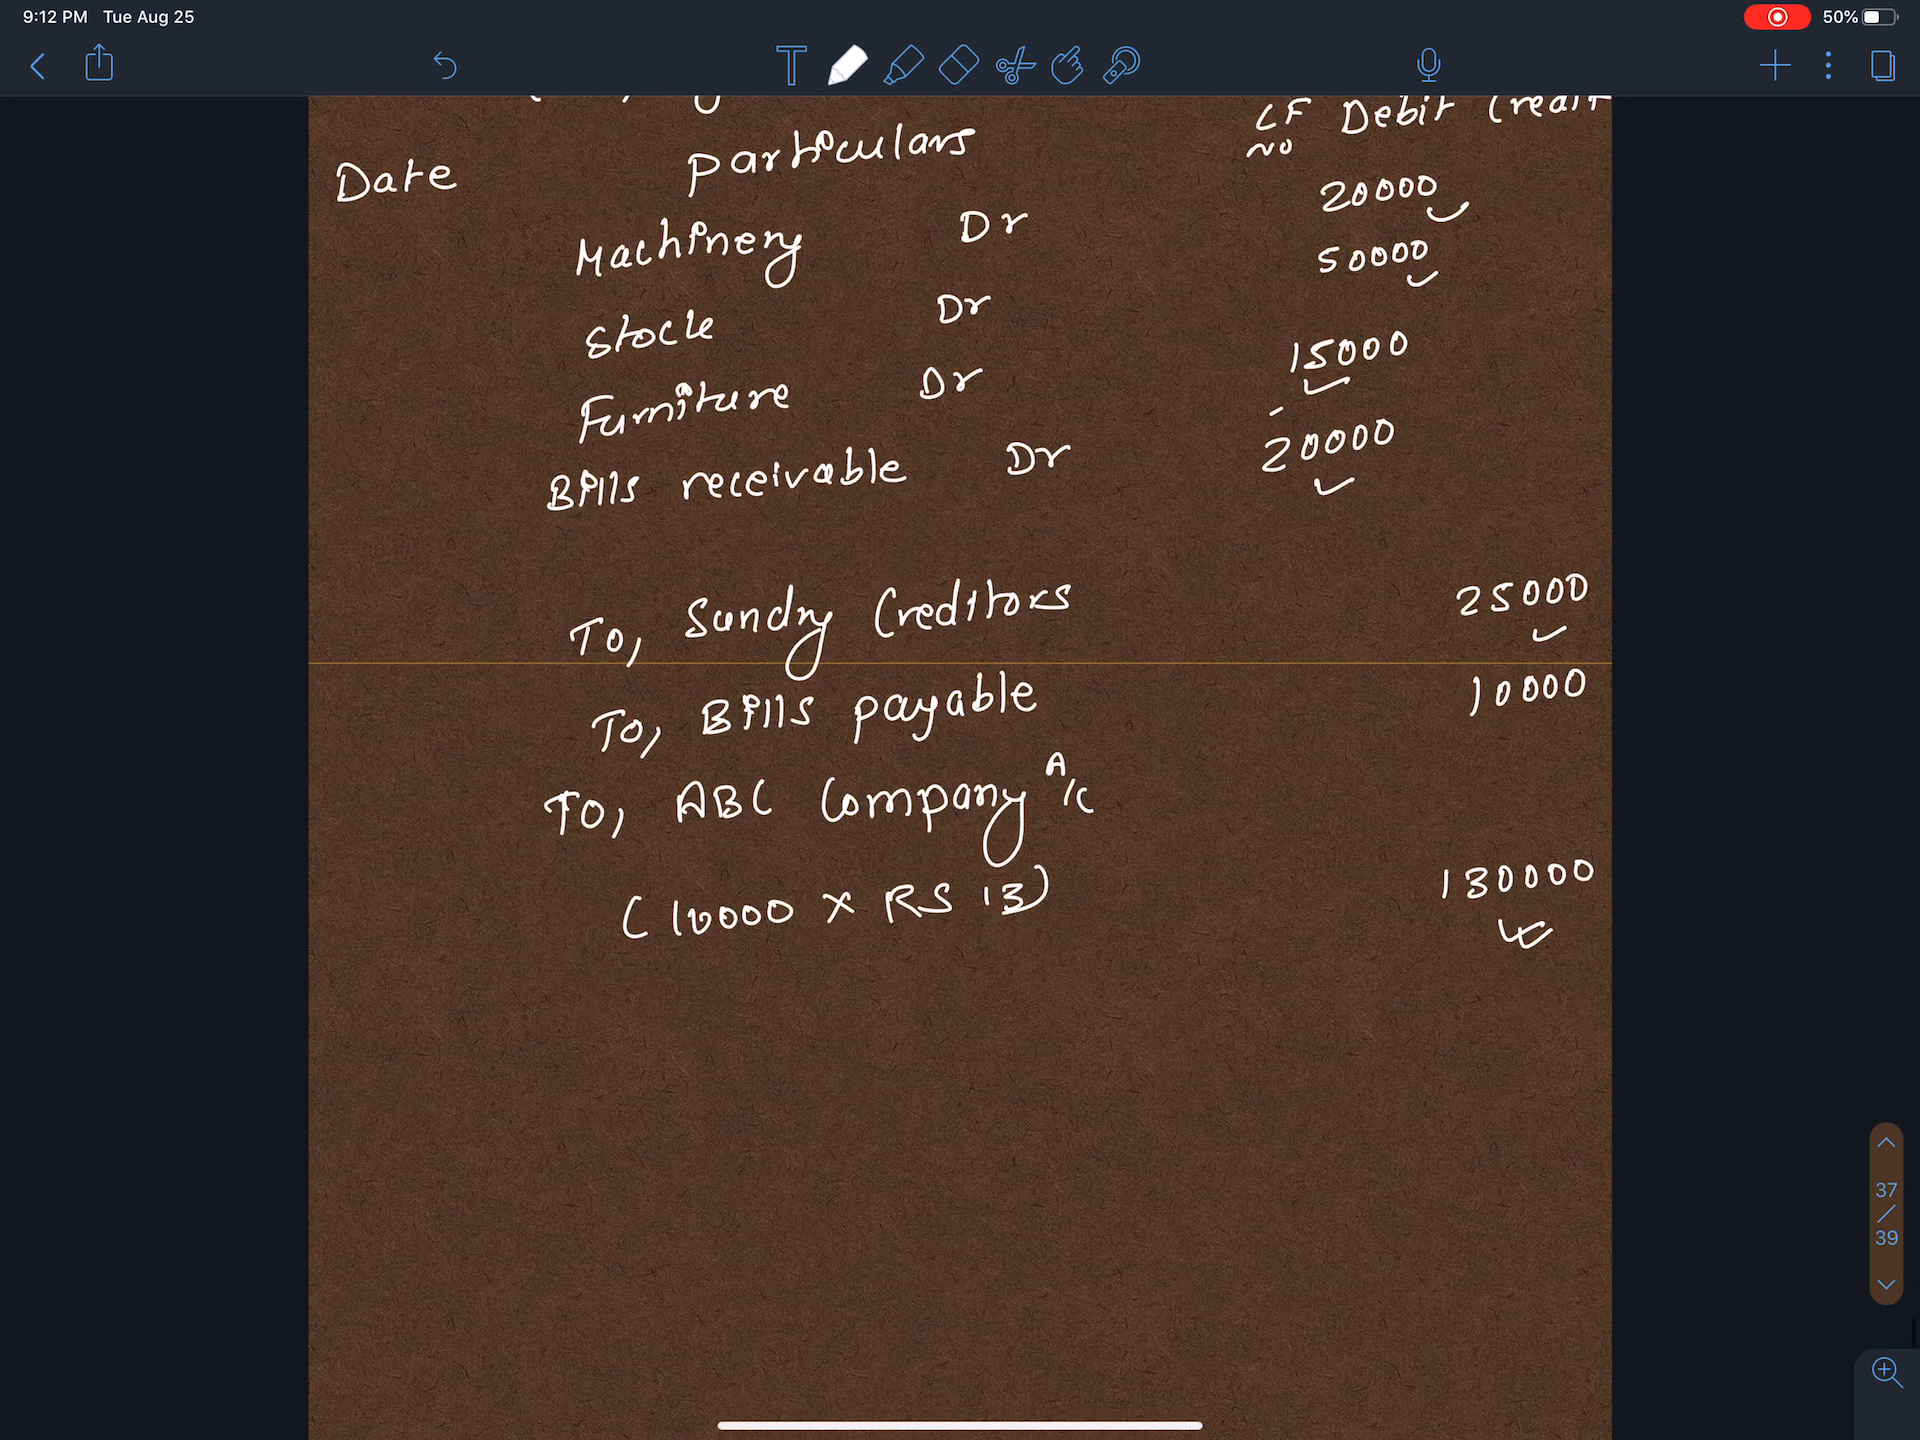 9:12 PM Tue Aug 25
50%
LF Debit Credit
NO
Date Particulars
Machinery Dr 20000
Stock Dr 50000
Furniture Dr 15000
Bills receivable Dr 20000
To, Sundry Creditors 25000
To, Bills payable 10000
To, ABC Company A/c
(10000 x RS 13) 130000
37
/
39